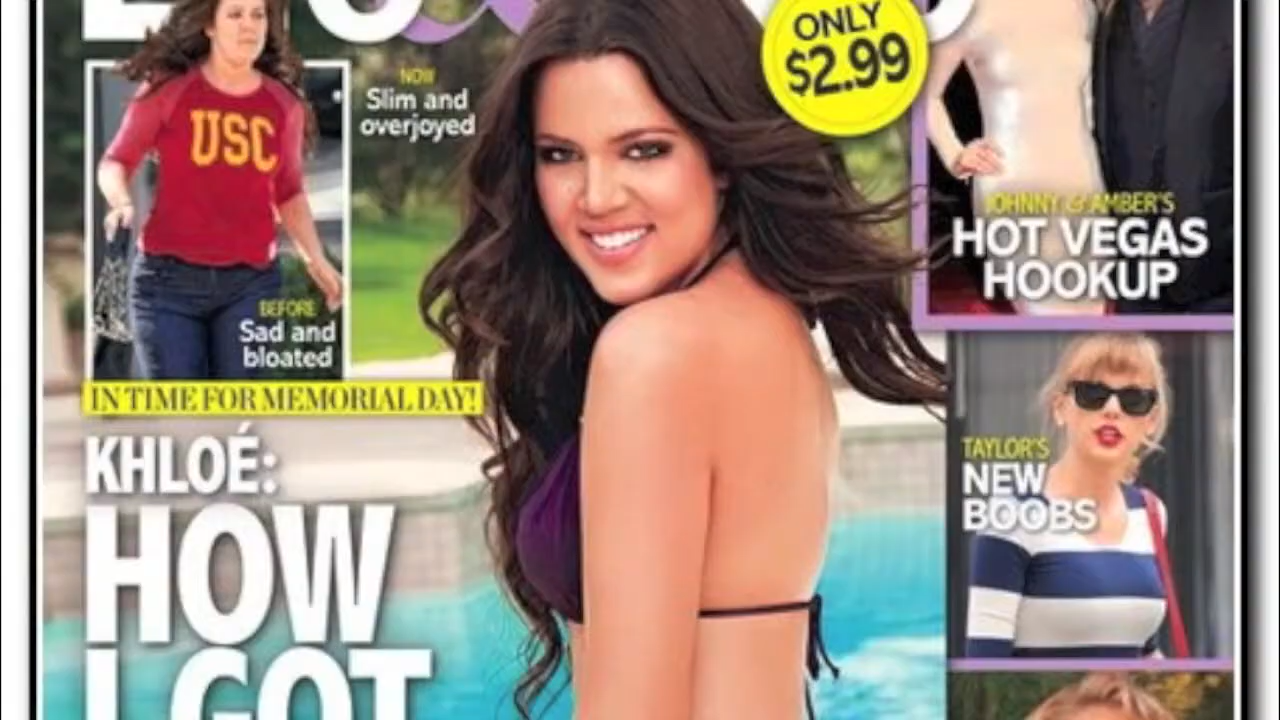 ONLY
$2.99
USC
NOW
Slim and
overjoyed
BEFORE
Sad and
bloated
IN TIME FOR MEMORIAL DAY!
KHLOÉ:
HOW
I GOT
JOHNNY & AMBER'S
HOT VEGAS
HOOKUP
TAYLOR'S
NEW
BOOBS